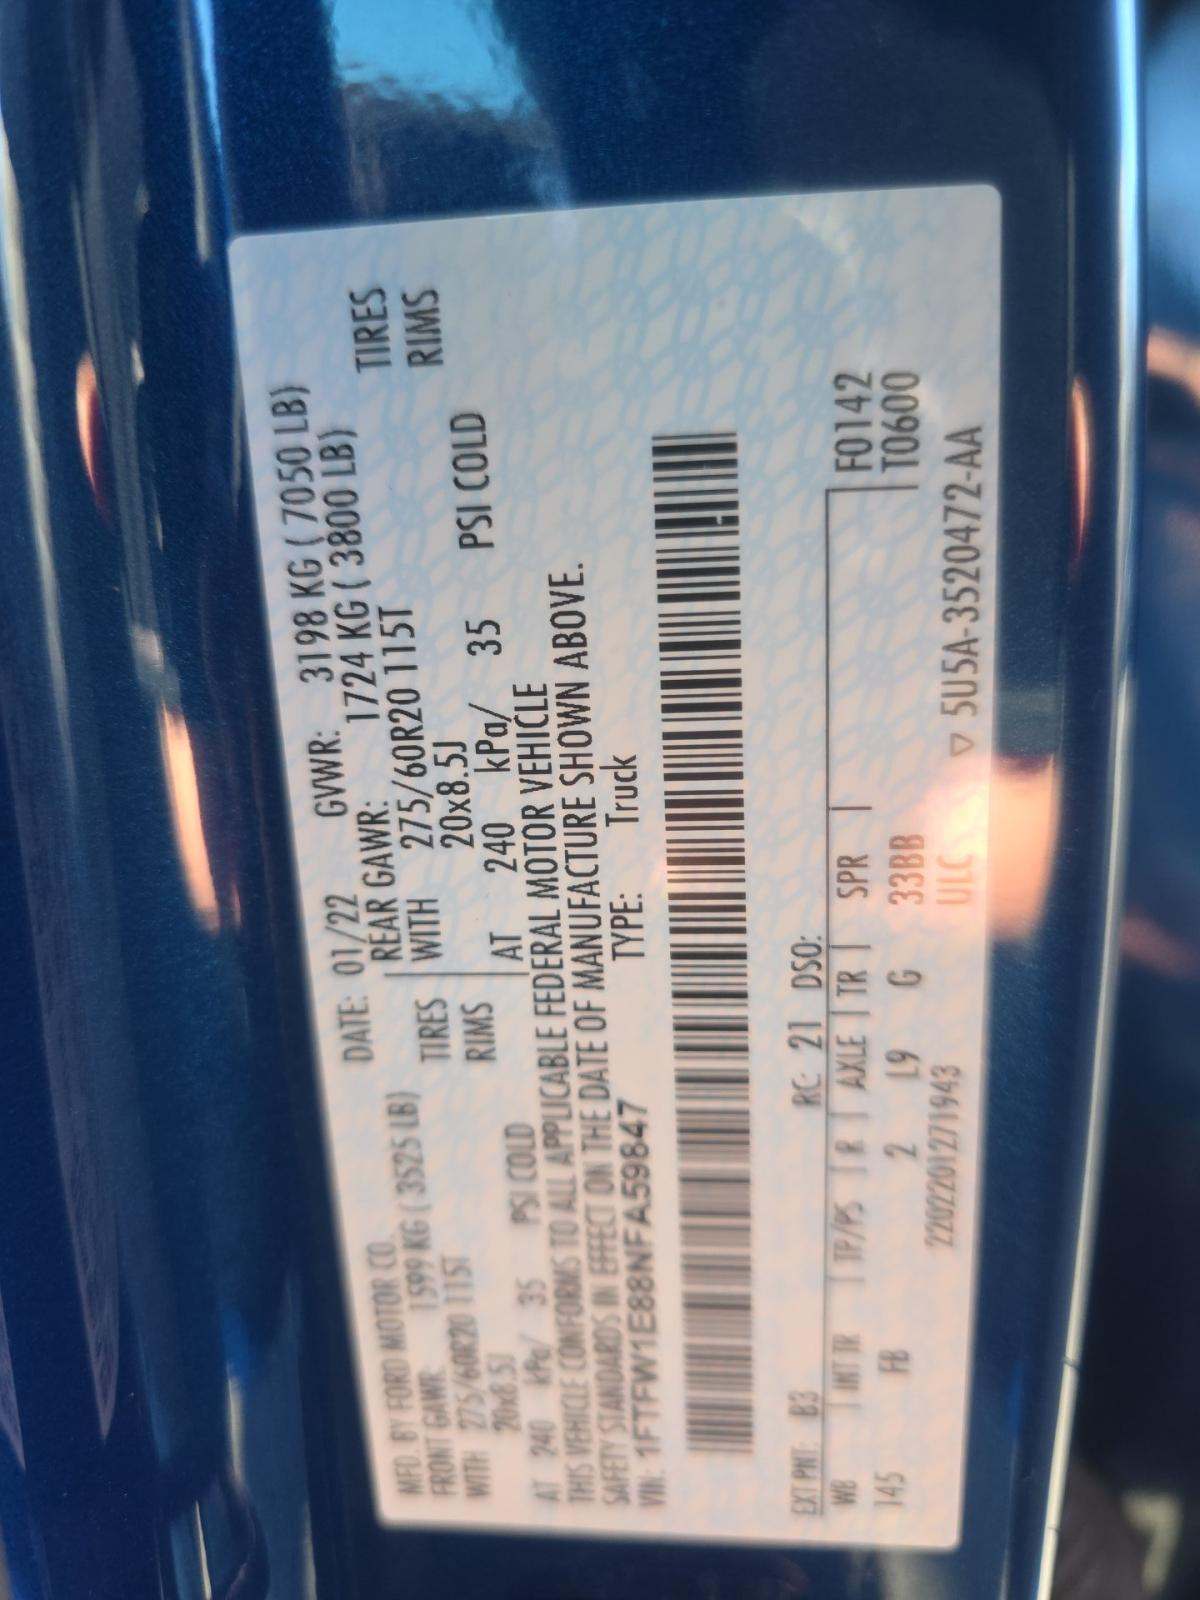 MFD. BY FORD MOTOR CO. DATE: 01/22 GVWR: 3198 KG ( 7050 LB)
FRONT GAWR: 1599 KG ( 3525 LB) REAR GAWR: 1724 KG ( 3800 LB)
WITH 275/60R20 115T TIRES WITH 275/60R20 115T TIRES
20x8.5J RIMS 20x8.5J RIMS
AT 240 kPa/ 35 PSI COLD AT 240 kPa/ 35 PSI COLD
THIS VEHICLE CONFORMS TO ALL APPLICABLE FEDERAL MOTOR VEHICLE
SAFETY STANDARDS IN EFFECT ON THE DATE OF MANUFACTURE SHOWN ABOVE.
VIN: 1FTFW1E88NFA59847 TYPE: Truck
EXT PNT: B3 RC: 21 DSO:
WB INT TR TP/PS R AXLE TR SPR F0142
145 FB 2 L9 G 33BB T0600
220220127 1943 ULC ▽ 5U5A-3520472-AA